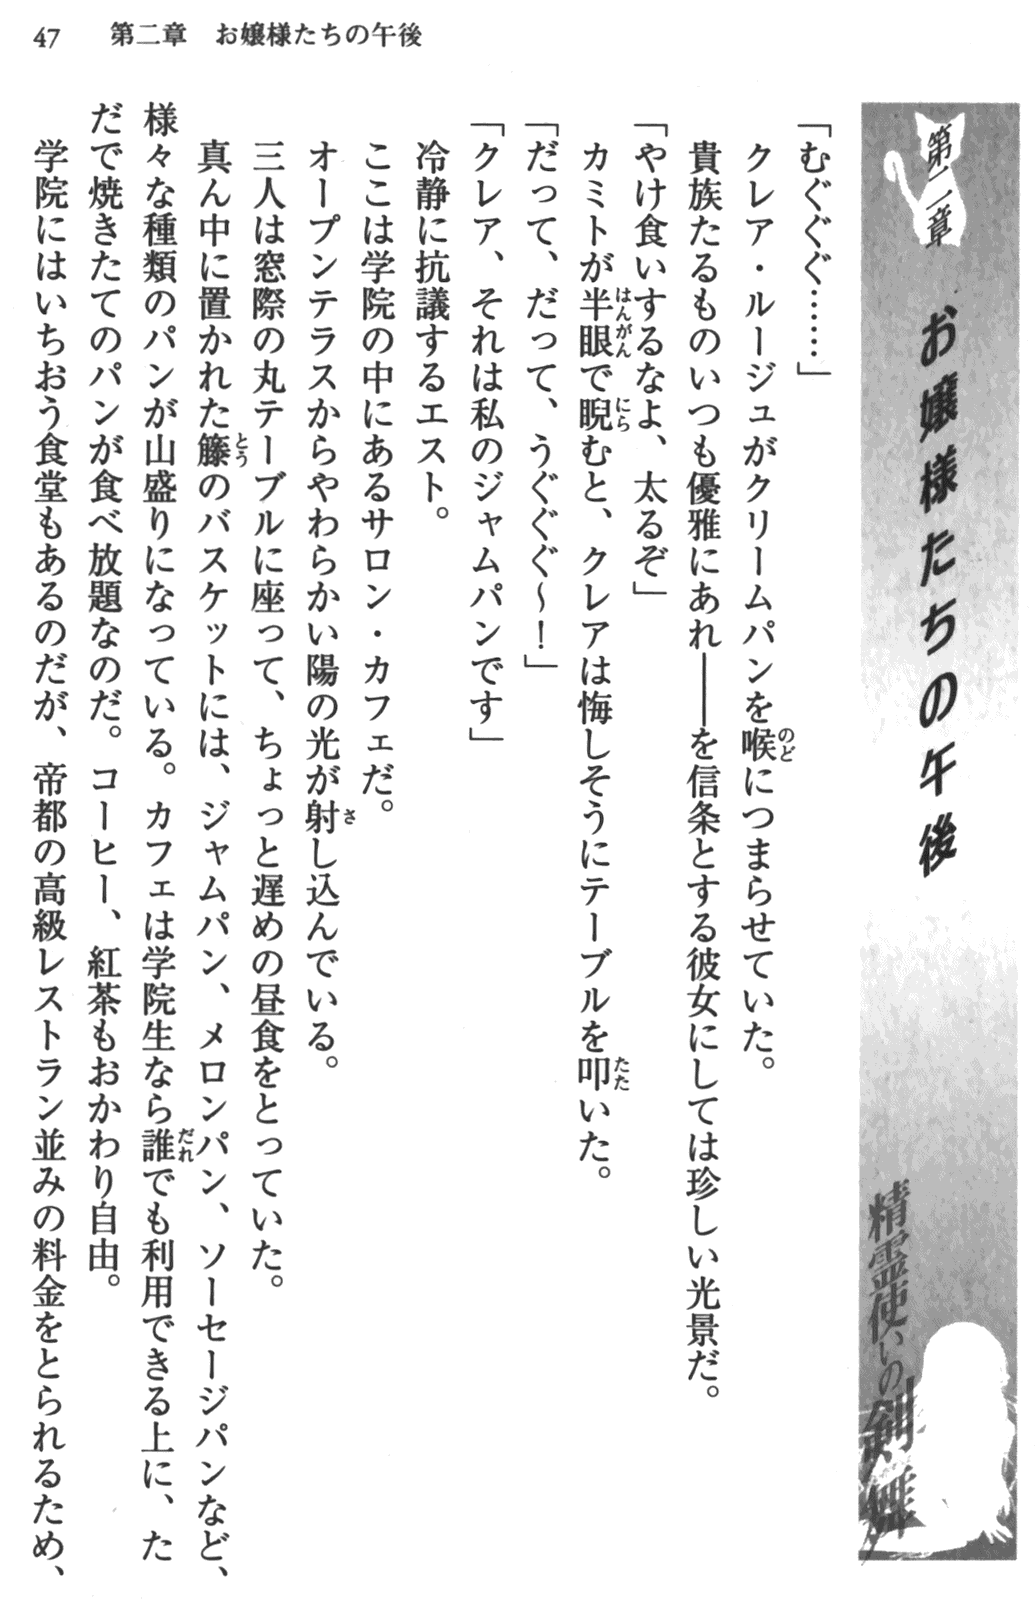 47　第二章　お嬢様たちの午後
第二章
お嬢様たちの午後
精霊使いの剣舞
「むぐぐぐ……」
クレア・ルージュがクリームパンを喉につまらせていた。
貴族たるものいつも優雅にあれ――を信条とする彼女にしては珍しい光景だ。
「やけ食いするなよ、太るぞ」
カミトが半眼で睨むと、クレアは悔しそうにテーブルを叩いた。
「だって、だって、うぐぐぐ～！」
「クレア、それは私のジャムパンです」
冷静に抗議するエスト。
ここは学院の中にあるサロン・カフェだ。
オープンテラスからやわらかい陽の光が射し込んでいる。
三人は窓際の丸テーブルに座って、ちょっと遅めの昼食をとっていた。
真ん中に置かれた籐のバスケットには、ジャムパン、メロンパン、ソーセージパンなど、
様々な種類のパンが山盛りになっている。カフェは学院生なら誰でも利用できる上に、た
だで焼きたてのパンが食べ放題なのだ。コーヒー、紅茶もおかわり自由。
学院にはいちおう食堂もあるのだが、帝都の高級レストラン並みの料金をとられるため、